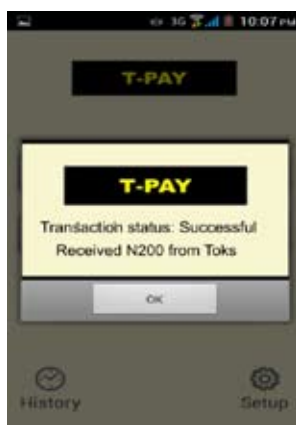 3G 10:07 PM
T-PAY
T-PAY
Transaction status: Successful
Received N200 from Toks
OK
History
Setup